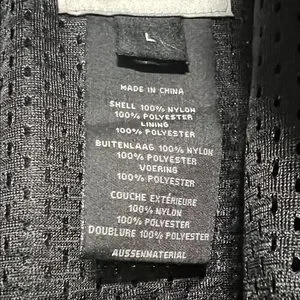 L
MADE IN CHINA
SHELL 100% NYLON
100% POLYESTER
LINING
100% POLYESTER
BUITENLAAG 100% NYLON
100% POLYESTER
VOERING
100% POLYESTER
COUCHE EXTÉRIEURE
100% NYLON
100% POLYESTER
DOUBLURE 100% POLYESTER
AUSSENMATERIAL